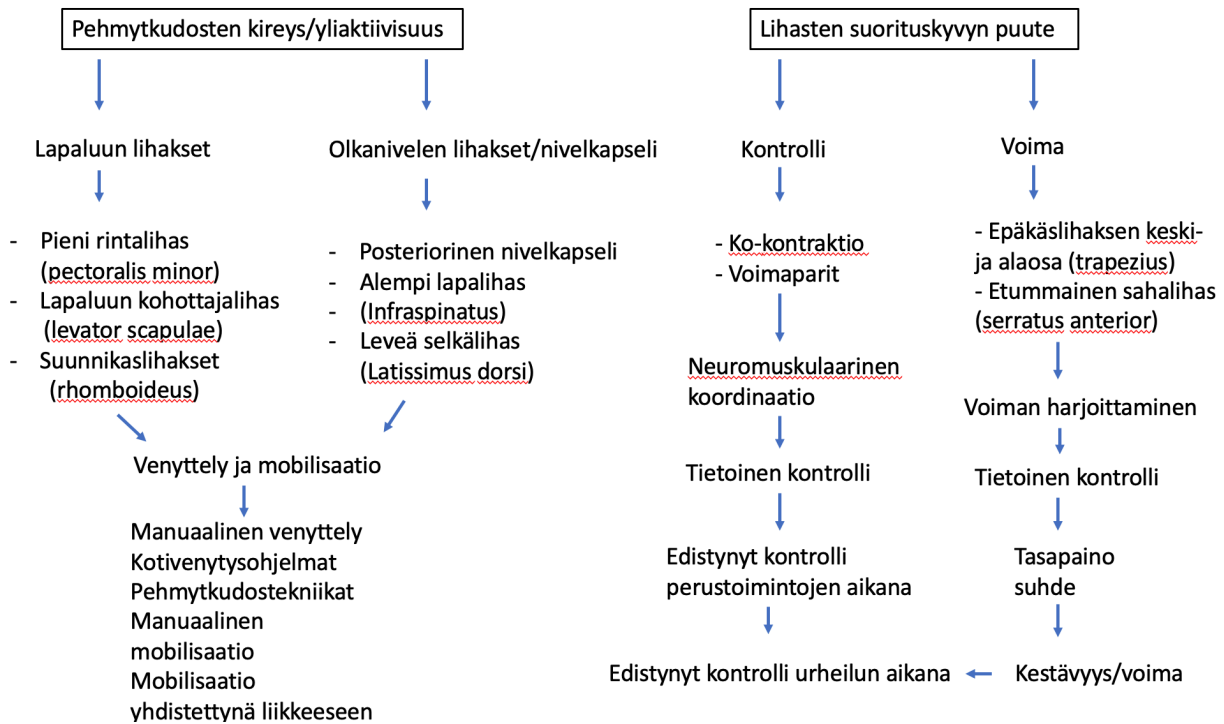 Pehmytkudosten kireys/yliaktiivisuus
Lapaluun lihakset
- Pieni rintalihas
(pectoralis minor)
- Lapaluun kohottajalihas
(levator scapulae)
- Suunnikaslihakset
(rhomboideus)
Olkanivelen lihakset/nivelkapseli
- Posteriorinen nivelkapseli
- Alempi lapalihas
- (Infraspinatus)
- Leveä selkälihas
(Latissimus dorsi)
Venyttely ja mobilisaatio
Manuaalinen venyttely
Kotivenytysohjelmat
Pehmytkudostekniikat
Manuaalinen
mobilisaatio
Mobilisaatio
yhdistettynä liikkeeseen
Lihasten suorituskyvyn puute
Kontrolli
- Ko-kontraktio
- Voimaparit
Neuromuskulaarinen
koordinaatio
Tietoinen kontrolli
Edistynyt kontrolli
perustoimintojen aikana
Edistynyt kontrolli urheilun aikana
Voima
- Epäkäslihaksen keski-
ja alaosa (trapezius)
- Etummainen sahalihas
(serratus anterior)
Voiman harjoittaminen
Tietoinen kontrolli
Tasapaino
suhde
Kestävyys/voima